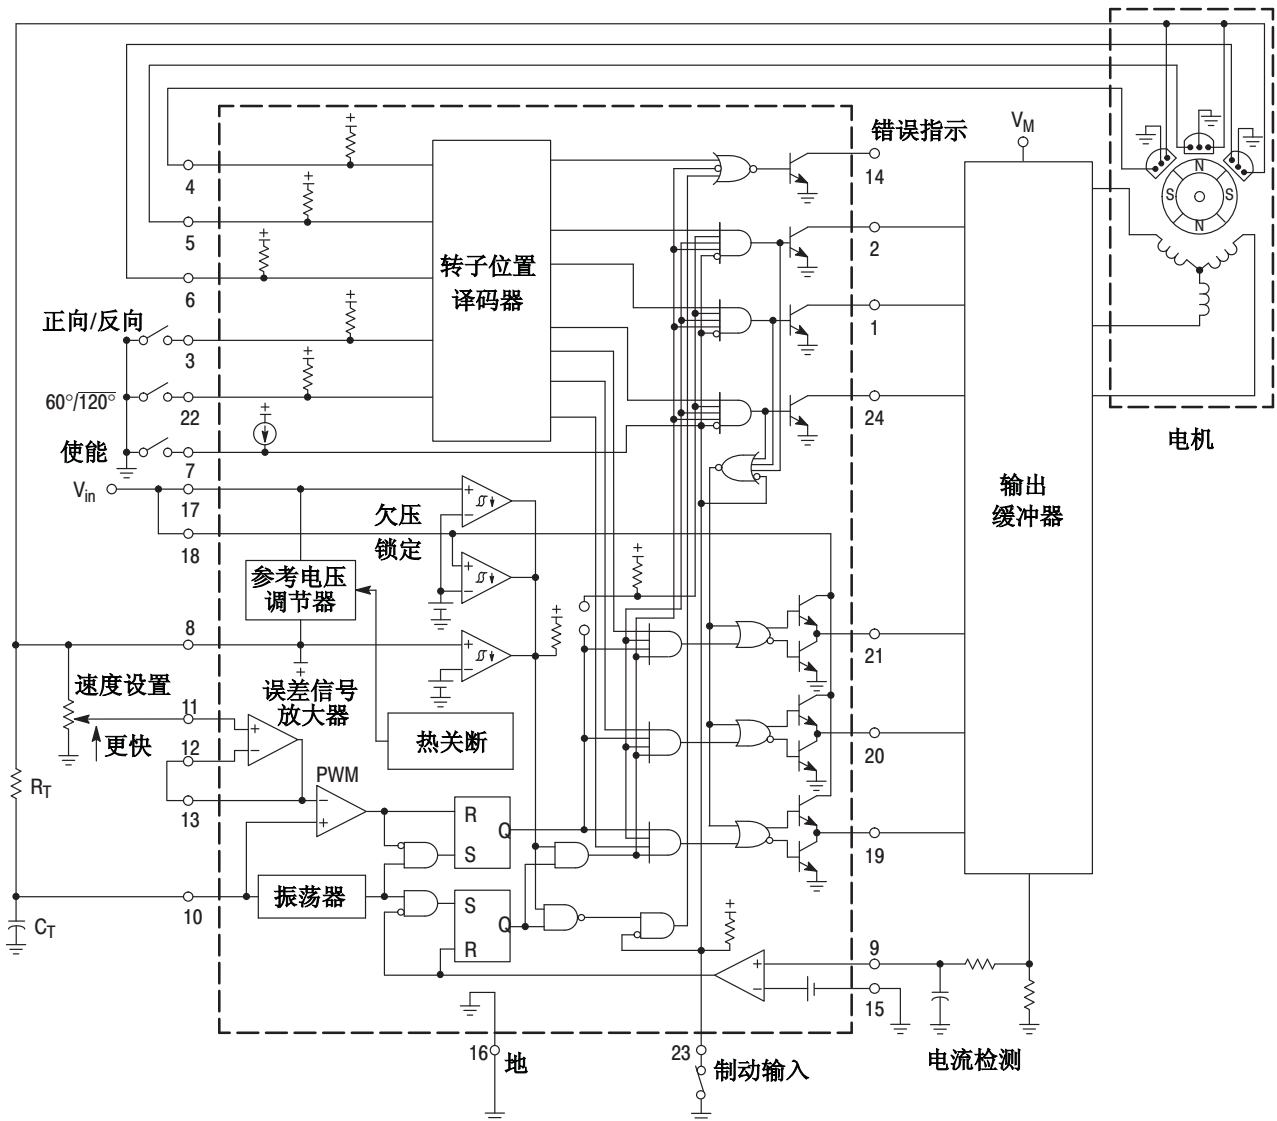 错误指示
V_M
4
14
N
S
S
N
5
2
转子位置
译码器
6
正向/反向
3
1
60°/120°
22
24
使能
7
电机
V_in
17
欠压
锁定
18
输出
缓冲器
参考电压
调节器
8
21
速度设置
误差信号
放大器
11
更快
12
热关断
20
PWM
R_T
13
R
Q
S
19
振荡器
10
S
Q
R
C_T
9
15
16
地
23
制动输入
电流检测